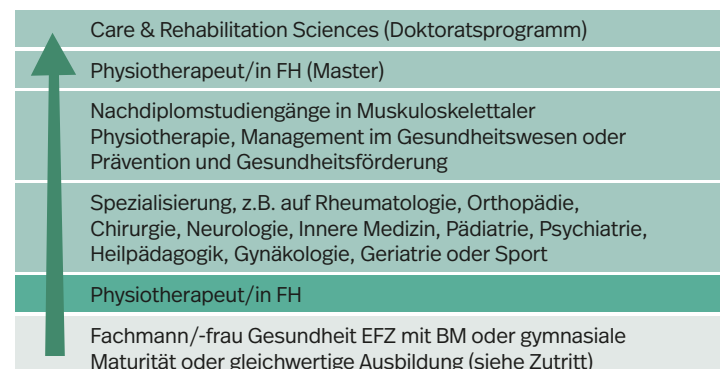 Care & Rehabilitation Sciences (Doktoratsprogramm)
Physiotherapeut/in FH (Master)
Nachdiplomstudiengänge in Muskuloskelettaler
Physiotherapie, Management im Gesundheitswesen oder
Prävention und Gesundheitsförderung
Spezialisierung, z.B. auf Rheumatologie, Orthopädie,
Chirurgie, Neurologie, Innere Medizin, Pädiatrie, Psychiatrie,
Heilpädagogik, Gynäkologie, Geriatrie oder Sport
Physiotherapeut/in FH
Fachmann/-frau Gesundheit EFZ mit BM oder gymnasiale
Maturität oder gleichwertige Ausbildung (siehe Zutritt)